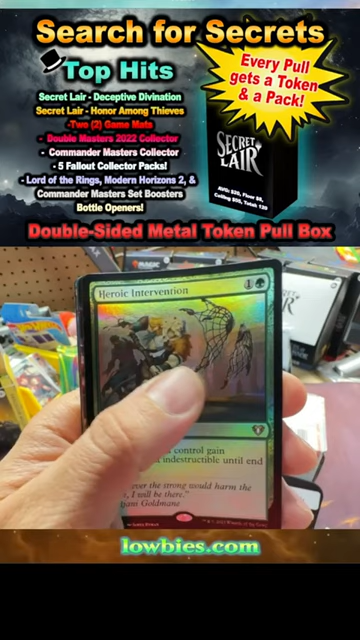 Search for Secrets
Top Hits
Every Pull
gets a Token
& a Pack!
Secret Lair - Deceptive Divination
Secret Lair - Honor Among Thieves
-Two (2) Game Mats
- Double Masters 2022 Collector
- Commander Masters Collector
- 5 Fallout Collector Packs!
- Lord of the Rings, Modern Horizons 2, &
Commander Masters Set Boosters
Bottle Openers!
SECRET
LAIR
Double-Sided Metal Token Pull Box
Heroic Intervention
1
control gain
indestructible until end
ever the strong would harm the
I will be there."
Goldmane
lowbies.com